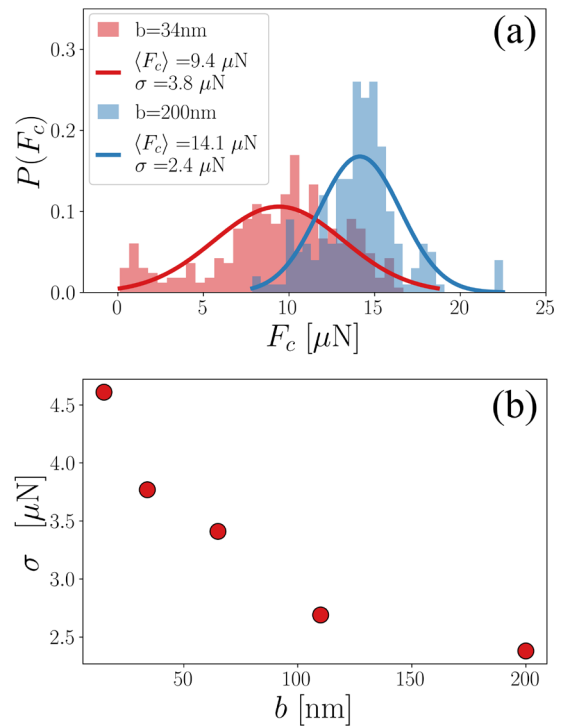 (a)
b=34nm
⟨F_c⟩ =9.4 μN
σ =3.8 μN
b=200nm
⟨F_c⟩ =14.1 μN
σ =2.4 μN
P(F_c)
0.3
0.2
0.1
0.0
0 5 10 15 20 25
F_c [μN]
(b)
σ [μN]
4.5
4.0
3.5
3.0
2.5
50 100 150 200
b [nm]